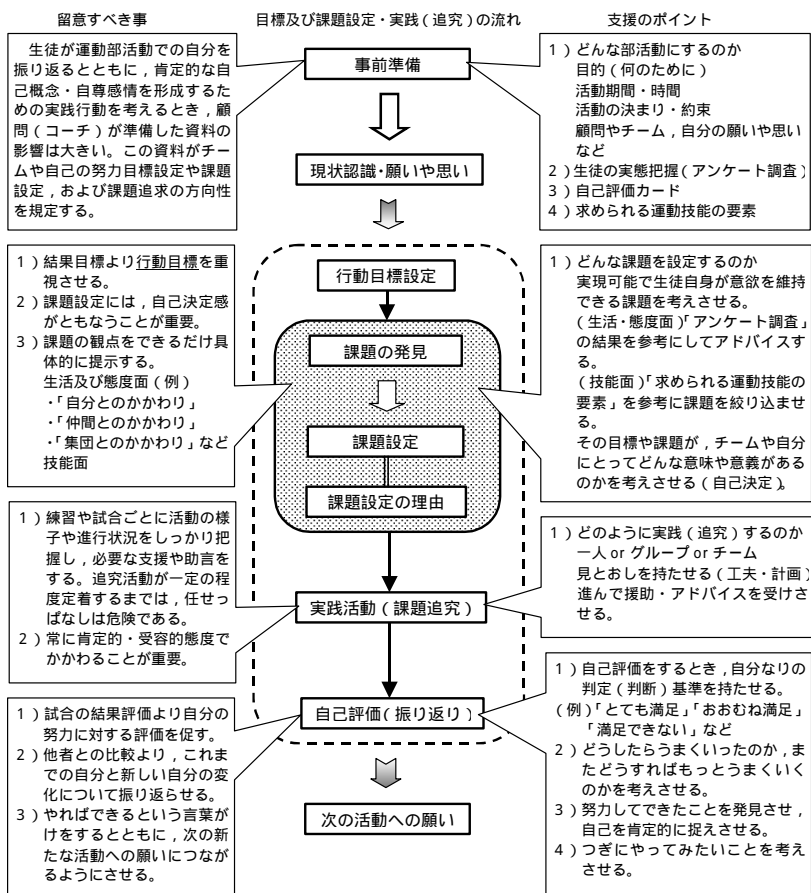 留意すべき事
目標及び課題設定・実践(追究)の流れ
支援のポイント
生徒が運動部活動での自分を
振り返るとともに,肯定的な自
己概念・自尊感情を形成するた
めの実践行動を考えるとき,顧
問(コーチ)が準備した資料の
影響は大きい。この資料がチー
ムや自己の努力目標設定や課題
設定,および課題追求の方向性
を規定する。
事前準備
1)どんな部活動にするのか
目的(何のために)
活動期間・時間
活動の決まり・約束
顧問やチーム,自分の願いや思い
など
2)生徒の実態把握(アンケート調査)
3)自己評価カード
4)求められる運動技能の要素
現状認識・願いや思い
1)結果目標より行動目標を重
視させる。
2)課題設定には,自己決定感
がともなうことが重要。
3)課題の観点をできるだけ具
体的に提示する。
生活及び態度面(例)
・「自分とのかかわり」
・「仲間とのかかわり」
・「集団とのかかわり」など
技能面
行動目標設定
課題の発見
課題設定
課題設定の理由
1)どんな課題を設定するのか
実現可能で生徒自身が意欲を維持
できる課題を考えさせる。
(生活・態度面)「アンケート調査」
の結果を参考にしてアドバイスす
る。
(技能面)「求められる運動技能の
要素」を参考に課題を絞り込ませ
る。
その目標や課題が,チームや自分
にとってどんな意味や意義がある
のかを考えさせる(自己決定)。
1)練習や試合ごとに活動の様
子や進行状況をしっかり把
握し,必要な支援や助言を
する。追究活動が一定の程
度定着するまでは,任せっ
ぱなしは危険である。
2)常に肯定的・受容的態度で
かかわることが重要。
実践活動(課題追究)
1)どのように実践(追究)するのか
一人 or グループ or チーム
見とおしを持たせる(工夫・計画)
進んで援助・アドバイスを受けさ
せる。
1)試合の結果評価より自分の
努力に対する評価を促す。
2)他者との比較より,これま
での自分と新しい自分の変
化について振り返らせる。
3)やればできるという言葉が
けをするとともに,次の新
たな活動への願いにつなが
るようにさせる。
自己評価(振り返り)
次の活動への願い
1)自己評価をするとき,自分なりの
判定(判断)基準を持たせる。
(例)「とても満足」「おおむね満足」
「満足できない」など
2)どうしたらうまくいったのか,ま
たどうすればもっとうまくいく
のかを考えさせる。
3)努力してできたことを発見させ,
自己を肯定的に捉えさせる。
4)つぎにやってみたいことを考え
させる。